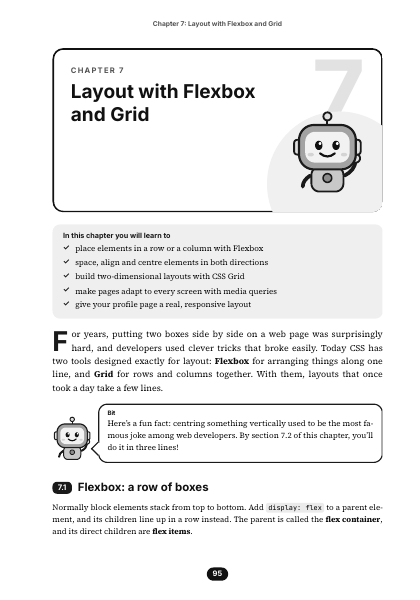 Chapter 7: Layout with Flexbox and Grid
7
CHAPTER 7
Layout with Flexbox
and Grid
In this chapter you will learn to
✓ place elements in a row or a column with Flexbox
✓ space, align and centre elements in both directions
✓ build two-dimensional layouts with CSS Grid
✓ make pages adapt to every screen with media queries
✓ give your profile page a real, responsive layout
For years, putting two boxes side by side on a web page was surprisingly
hard, and developers used clever tricks that broke easily. Today CSS has
two tools designed exactly for layout: Flexbox for arranging things along one
line, and Grid for rows and columns together. With them, layouts that once
took a day take a few lines.
Bit
Here's a fun fact: centring something vertically used to be the most fa-
mous joke among web developers. By section 7.2 of this chapter, you'll
do it in three lines!
7.1 Flexbox: a row of boxes
Normally block elements stack from top to bottom. Add display: flex to a parent ele-
ment, and its children line up in a row instead. The parent is called the flex container,
and its direct children are flex items.
95